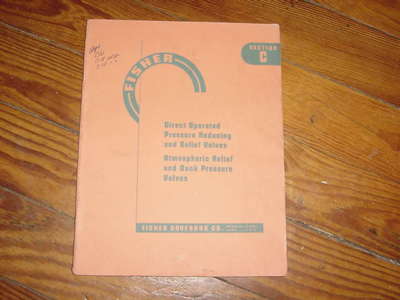 SECTION
C
FISHER
Direct Operated
Pressure Reducing
and Relief Valves
Atmospheric Relief
and Back Pressure
Valves
FISHER GOVERNOR CO.